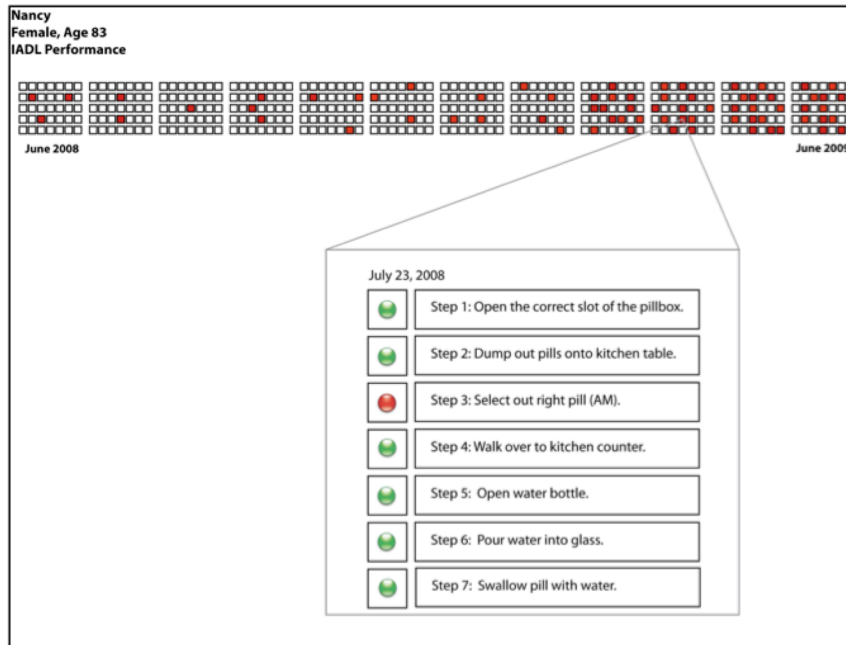 Nancy
Female, Age 83
IADL Performance
June 2008
June 2009
July 23, 2008
Step 1: Open the correct slot of the pillbox.
Step 2: Dump out pills onto kitchen table.
Step 3: Select out right pill (AM).
Step 4: Walk over to kitchen counter.
Step 5: Open water bottle.
Step 6: Pour water into glass.
Step 7: Swallow pill with water.